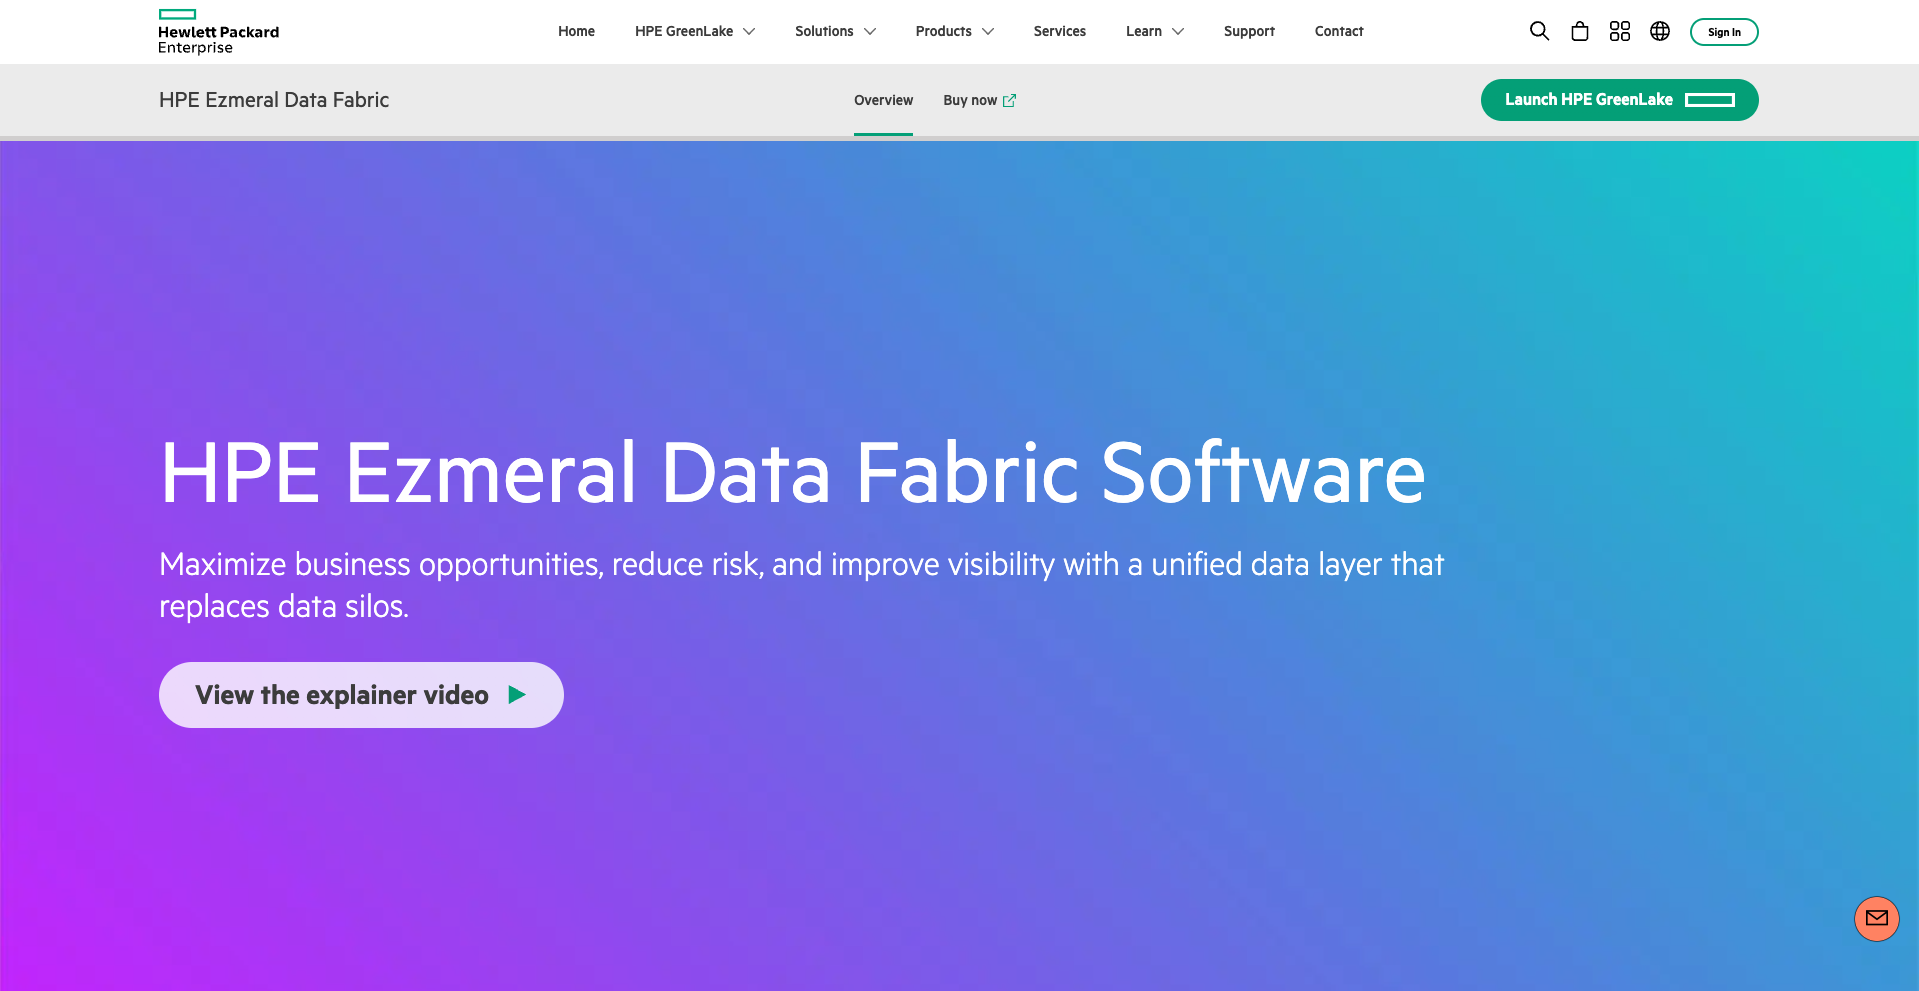 Hewlett Packard
Enterprise
Home
HPE GreenLake
Solutions
Products
Services
Learn
Support
Contact
Sign In
HPE Ezmeral Data Fabric
Overview
Buy now
Launch HPE GreenLake
HPE Ezmeral Data Fabric Software
Maximize business opportunities, reduce risk, and improve visibility with a unified data layer that
replaces data silos.
View the explainer video